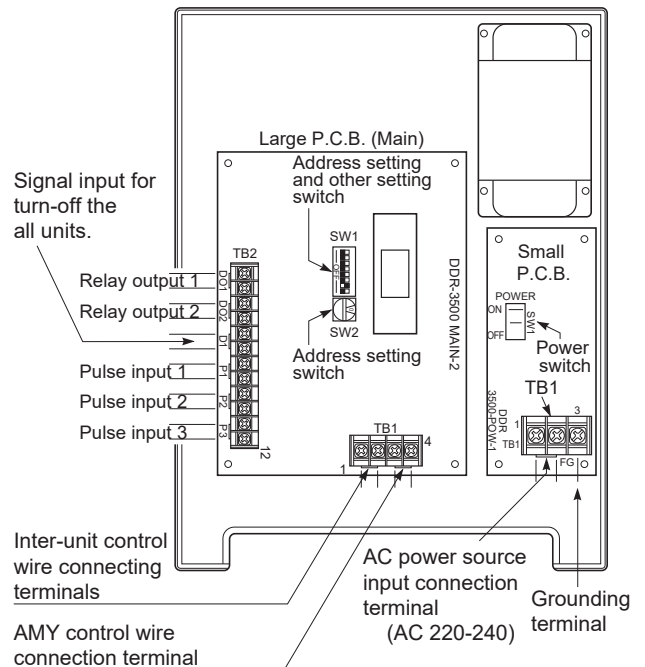 Large P.C.B. (Main)
Address setting
and other setting
switch
Signal input for
turn-off the
all units.
SW1
OFF
TB2
SW2
Address setting
switch
DDR-3500 MAIN-2
Relay output 1
DO1
Relay output 2
DO2
D1
Pulse input 1
P1
Pulse input 2
P2
Pulse input 3
P3
12
TB1
1
4
Small
P.C.B.
POWER
ON
OFF
SW1
Power
switch
TB1
DDR
3500-POW-1
1
3
TB1
FG
Inter-unit control
wire connecting
terminals
AMY control wire
connection terminal
AC power source
input connection
terminal
(AC 220-240)
Grounding
terminal